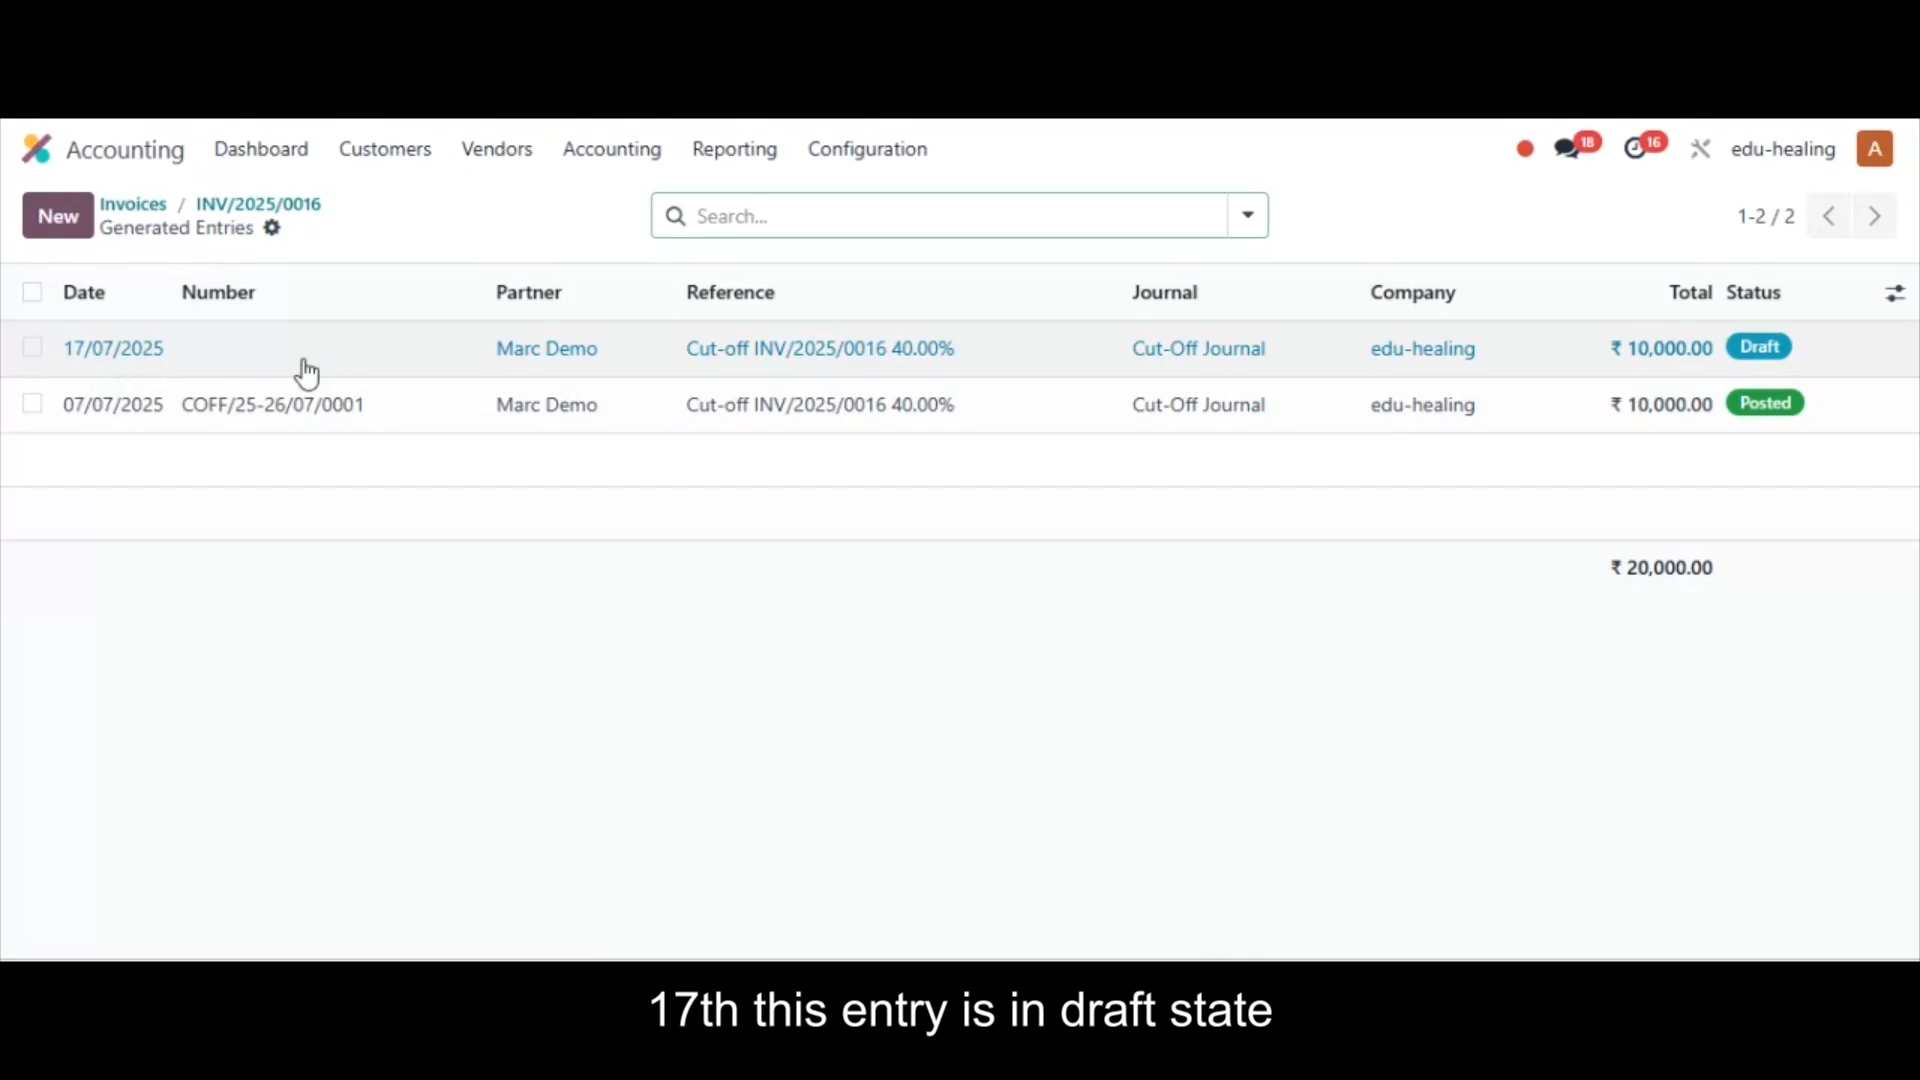 Accounting Dashboard Customers Vendors Accounting Reporting Configuration 18 16 edu-healing A
New Invoices / INV/2025/0016 Search... 1-2 / 2
Generated Entries
Date Number Partner Reference Journal Company Total Status
17/07/2025 Marc Demo Cut-off INV/2025/0016 40.00% Cut-Off Journal edu-healing ₹ 10,000.00 Draft
07/07/2025 COFF/25-26/07/0001 Marc Demo Cut-off INV/2025/0016 40.00% Cut-Off Journal edu-healing ₹ 10,000.00 Posted
₹ 20,000.00
17th this entry is in draft state